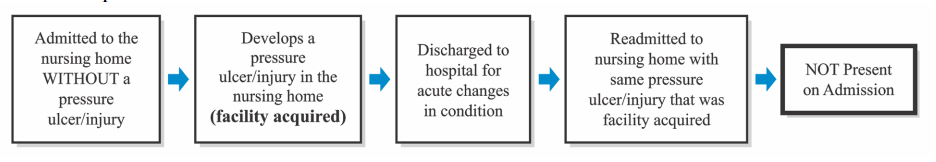 Admitted to the
nursing home
WITHOUT a
pressure
ulcer/injury
Develops a
pressure
ulcer/injury in the
nursing home
(facility acquired)
Discharged to
hospital for
acute changes
in condition
Readmitted to
nursing home with
same pressure
ulcer/injury that was
facility acquired
NOT Present
on Admission